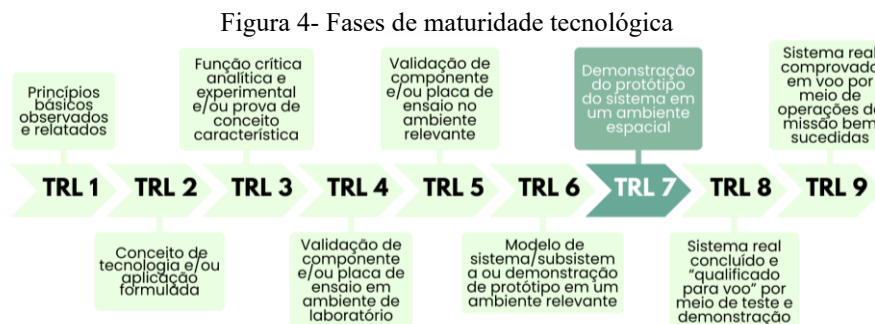 Figura 4- Fases de maturidade tecnológica
Princípios
básicos
observados
e relatados
Função crítica
analítica e
experimental
e/ou prova de
conceito
característica
Validação de
componente
e/ou placa de
ensaio no
ambiente
relevante
Demonstração
do protótipo
do sistema em
um ambiente
espacial
Sistema real
comprovado
em voo por
meio de
operações de
missão bem
sucedidas
TRL 1 TRL 2 TRL 3 TRL 4 TRL 5 TRL 6 TRL 7 TRL 8 TRL 9
Conceito de
tecnologia e/ou
aplicação
formulada
Validação de
componente
e/ou placa de
ensaio em
ambiente de
laboratório
Modelo de
sistema/subsistem
a ou demonstração
de protótipo em um
ambiente relevante
Sistema real
concluído e
"qualificado
para voo" por
meio de teste e
demonstração